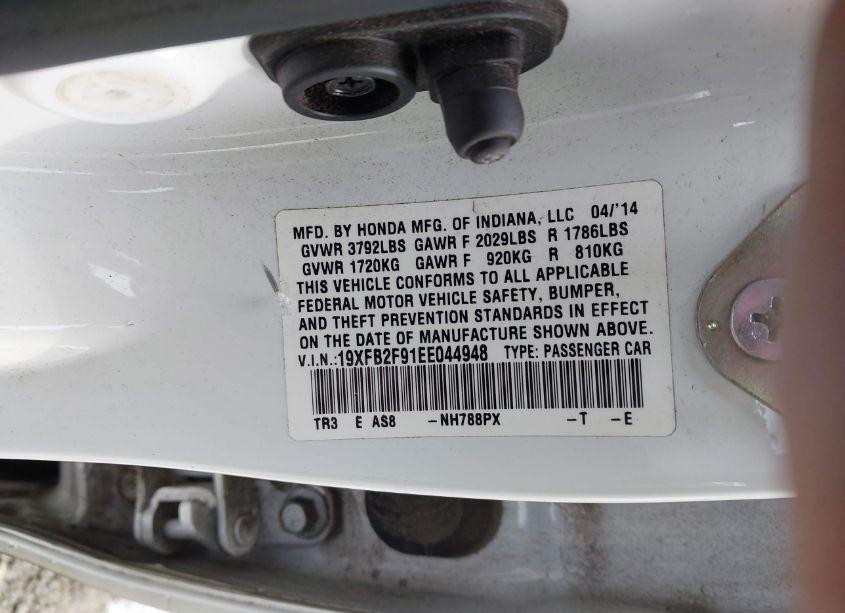 MFD. BY HONDA MFG. OF INDIANA, LLC 04/'14
GVWR 3792LBS GAWR F 2029LBS R 1786LBS
GVWR 1720KG GAWR F 920KG R 810KG
THIS VEHICLE CONFORMS TO ALL APPLICABLE
FEDERAL MOTOR VEHICLE SAFETY, BUMPER,
AND THEFT PREVENTION STANDARDS IN EFFECT
ON THE DATE OF MANUFACTURE SHOWN ABOVE.
V.I.N.:19XFB2F91EE044948 TYPE: PASSENGER CAR
TR3 E AS8 -NH788PX -T -E